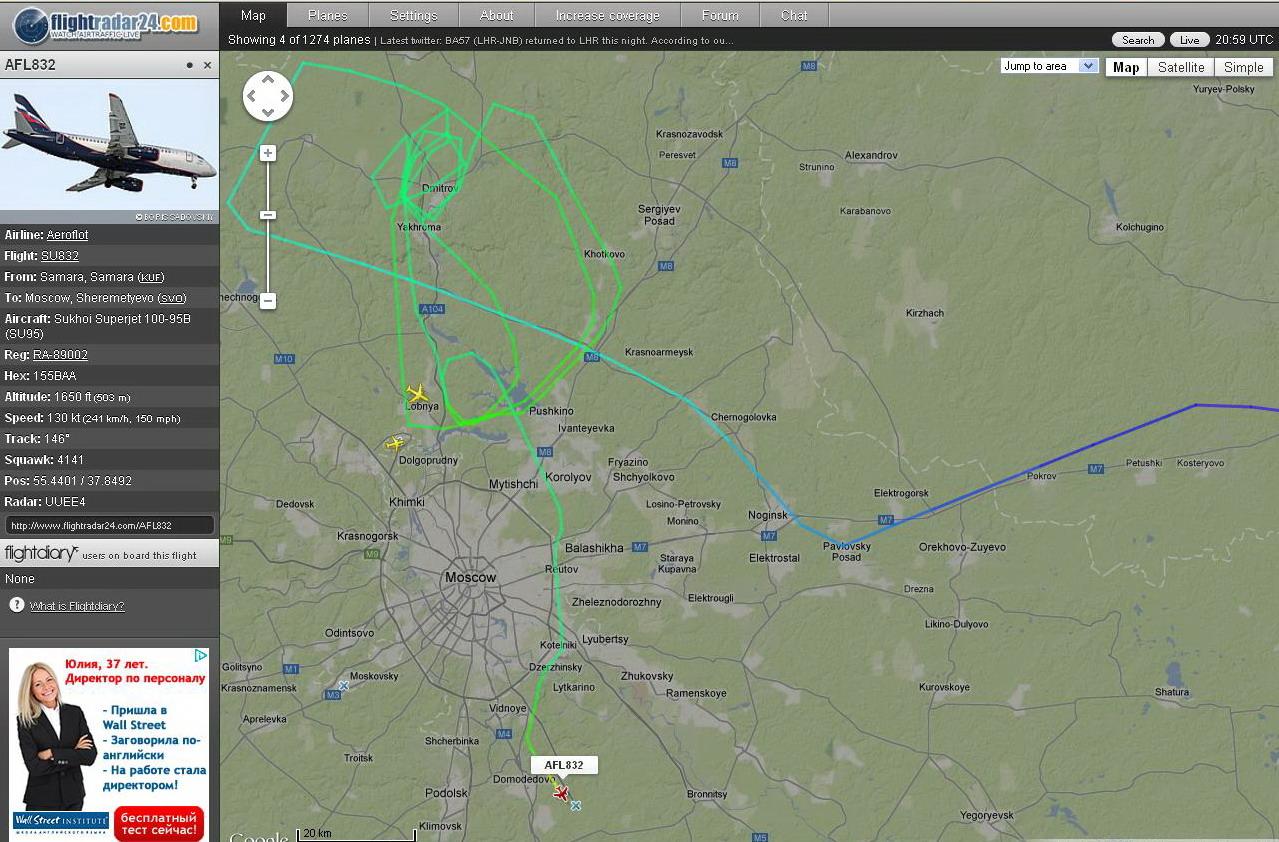 flightradar24.com
WATCH AIR TRAFFIC LIVE
Map Planes Settings About Increase coverage Forum Chat
Showing 4 of 1274 planes | Latest twitter: BA57 (LHR-JNB) returned to LHR this night. According to ou...
Search Live 20:59 UTC
AFL832
© BORIS SADOVSKIY
Airline: Aeroflot
Flight: SU832
From: Samara, Samara (KUF)
To: Moscow, Sheremetyevo (SVO)
Aircraft: Sukhoi Superjet 100-95B
(SU95)
Reg: RA-89002
Hex: 155BAA
Altitude: 1650 ft (503 m)
Speed: 130 kt (241 km/h, 150 mph)
Track: 146°
Squawk: 4141
Pos: 55.4401 / 37.8492
Radar: UUEE4
http://www.flightradar24.com/AFL832
flightdiary users on board this flight
None
? What is Flightdiary?
Юлия, 37 лет.
Директор по персоналу
- Пришла в
Wall Street
- Заговорила по-
английски
- На работе стала
директором!
Wall Street INSTITUTE
ШКОЛА АНГЛИЙСКОГО ЯЗЫКА
бесплатный
тест сейчас!
Jump to area
Map Satellite Simple
M8
Yuryev-Polsky
Krasnozavodsk
Peresvet
M8
Strunino
Alexandrov
Dmitrov
Karabanovo
Sergiyev
Posad
Kolchugino
Yakhroma
Khotkovo
M8
nechnog
A104
Kirzhach
M10
M8
Krasnoarmeysk
Lobnya
Pushkino
Chernogolovka
Ivanteyevka
Dolgoprudny
M8
Fryazino
Korolyov
Shchyolkovo
Mytishchi
M7
Petushki
Kosteryovo
Pokrov
Dedovsk
Khimki
Losino-Petrovsky
Elektrogorsk
Noginsk
Monino
M7
Krasnogorsk
M9
M9
Balashikha
M7
M7
Staraya
Kupavna
Elektrostal
Pavlovsky
Posad
Orekhovo-Zuyevo
Reutov
Moscow
Drezna
Elektrougli
Zheleznodorozhny
Likino-Dulyovo
Odintsovo
Kotelniki
Lyubertsy
Golitsyno
M1
Dzerzhinsky
Moskovsky
Zhukovsky
Krasnoznamensk
M3
Lytkarino
Ramenskoye
Kurovskoye
Shatura
Aprelevka
Vidnoye
M4
Shcherbinka
Troitsk
AFL832
Domodedovo
Podolsk
Bronnitsy
Yegoryevsk
Klimovsk
Google
20 km
M5